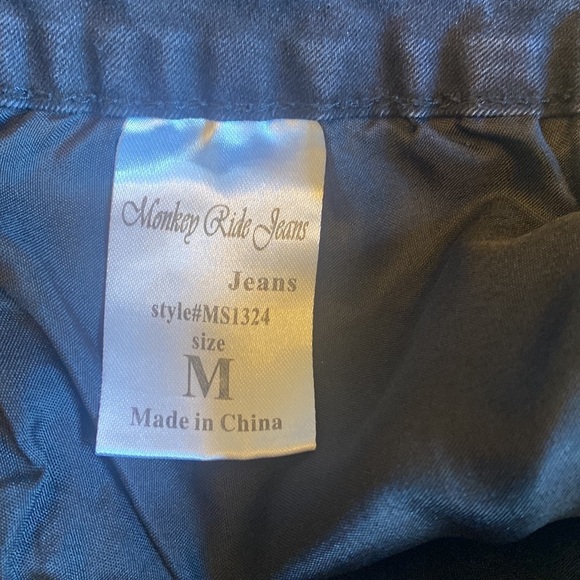 Monkey Ride Jeans
Jeans
style#MS1324
size
M
Made in China